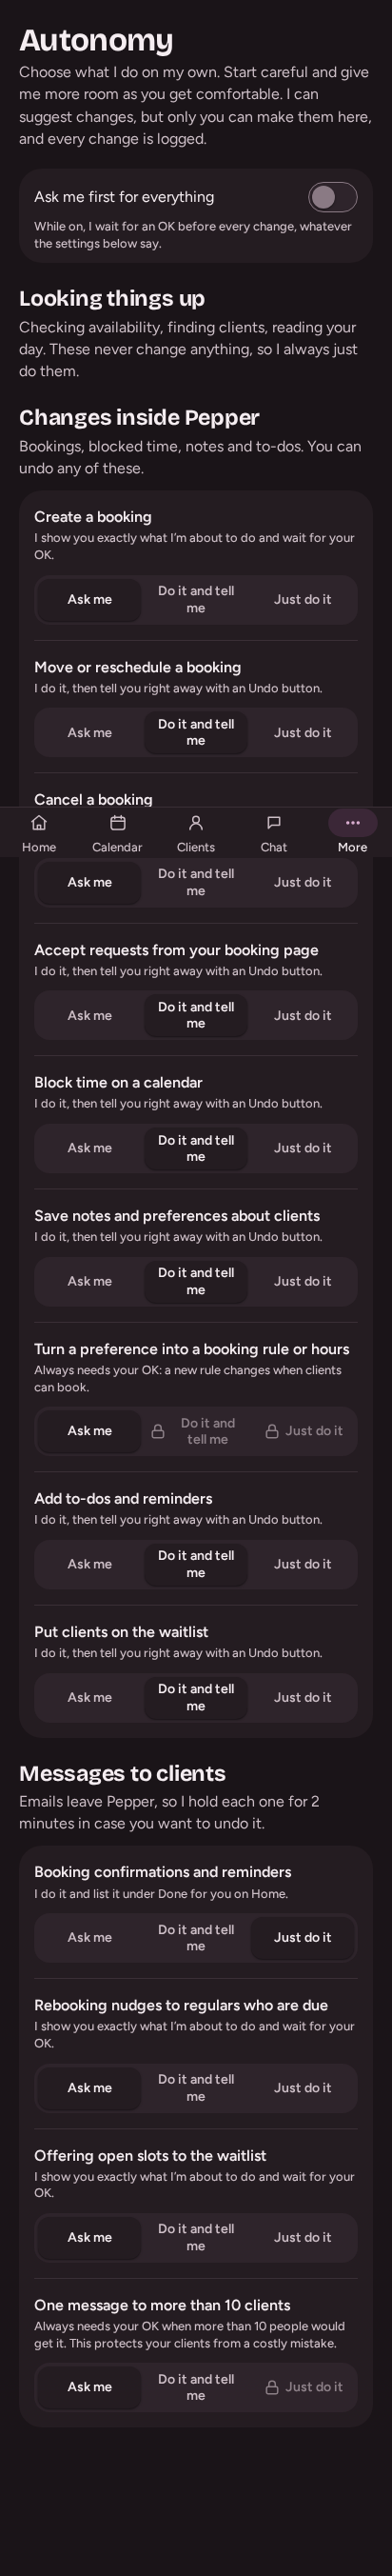 Autonomy
Choose what I do on my own. Start careful and give
me more room as you get comfortable. I can
suggest changes, but only you can make them here,
and every change is logged.
Ask me first for everything
While on, I wait for an OK before every change, whatever
the settings below say.
Looking things up
Checking availability, finding clients, reading your
day. These never change anything, so I always just
do them.
Changes inside Pepper
Bookings, blocked time, notes and to-dos. You can
undo any of these.
Create a booking
I show you exactly what I'm about to do and wait for your
OK.
Ask me
Do it and tell
me
Just do it
Move or reschedule a booking
I do it, then tell you right away with an Undo button.
Ask me
Do it and tell
me
Just do it
Cancel a booking
Home
Calendar
Clients
Chat
More
Ask me
Do it and tell
me
Just do it
Accept requests from your booking page
I do it, then tell you right away with an Undo button.
Ask me
Do it and tell
me
Just do it
Block time on a calendar
I do it, then tell you right away with an Undo button.
Ask me
Do it and tell
me
Just do it
Save notes and preferences about clients
I do it, then tell you right away with an Undo button.
Ask me
Do it and tell
me
Just do it
Turn a preference into a booking rule or hours
Always needs your OK: a new rule changes when clients
can book.
Ask me
Do it and
tell me
Just do it
Add to-dos and reminders
I do it, then tell you right away with an Undo button.
Ask me
Do it and tell
me
Just do it
Put clients on the waitlist
I do it, then tell you right away with an Undo button.
Ask me
Do it and tell
me
Just do it
Messages to clients
Emails leave Pepper, so I hold each one for 2
minutes in case you want to undo it.
Booking confirmations and reminders
I do it and list it under Done for you on Home.
Ask me
Do it and tell
me
Just do it
Rebooking nudges to regulars who are due
I show you exactly what I'm about to do and wait for your
OK.
Ask me
Do it and tell
me
Just do it
Offering open slots to the waitlist
I show you exactly what I'm about to do and wait for your
OK.
Ask me
Do it and tell
me
Just do it
One message to more than 10 clients
Always needs your OK when more than 10 people would
get it. This protects your clients from a costly mistake.
Ask me
Do it and tell
me
Just do it